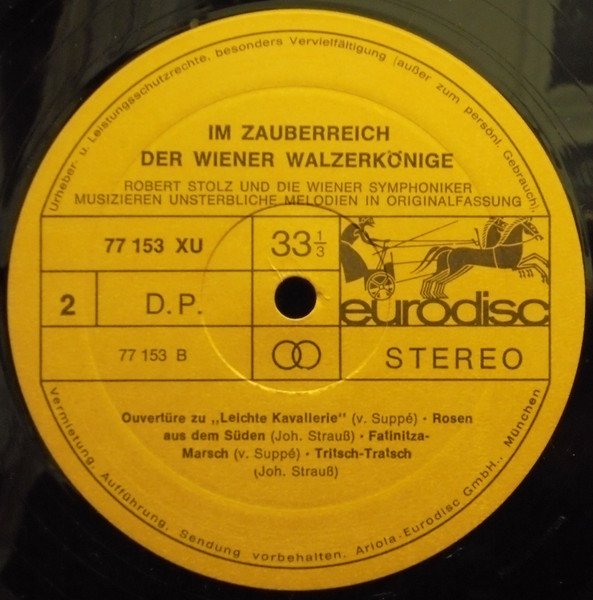 Urheber- u. Leistungsschutzrechte, besonders Vervielfältigung (außer zum persönl. Gebrauch),
IM ZAUBERREICH
DER WIENER WALZERKÖNIGE
ROBERT STOLZ UND DIE WIENER SYMPHONIKER
MUSIZIEREN UNSTERBLICHE MELODIEN IN ORIGINALFASSUNG
77 153 XU
33 1/3
2
D.P.
eurodisc
77 153 B
STEREO
Ouvertüre zu „Leichte Kavallerie" (v. Suppé) · Rosen
aus dem Süden (Joh. Strauß) · Fatinitza-
Marsch (v. Suppé) · Tritsch-Tratsch
(Joh. Strauß)
Vermietung, Aufführung, Sendung vorbehalten. Ariola-Eurodisc GmbH., München